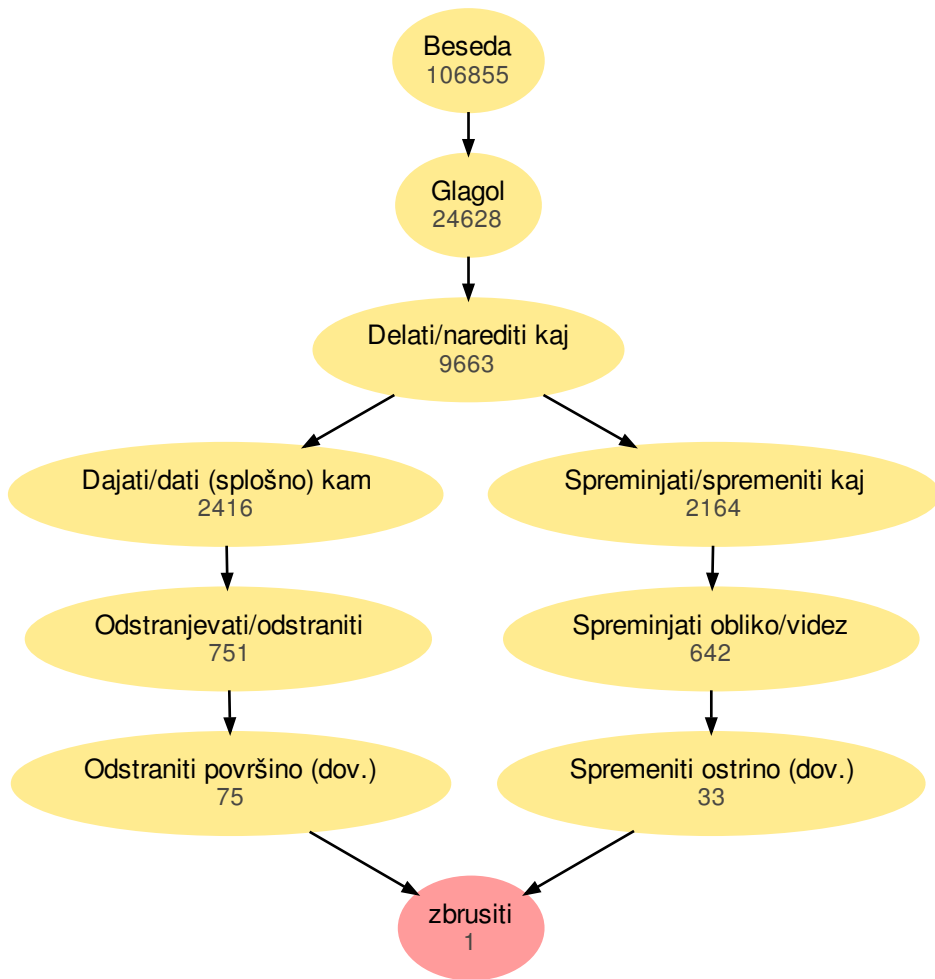 Beseda
106855
Glagol
24628
Delati/narediti kaj
9663
Dajati/dati (splošno) kam
2416
Spreminjati/spremeniti kaj
2164
Odstranjevati/odstraniti
751
Spreminjati obliko/videz
642
Odstraniti površino (dov.)
75
Spremeniti ostrino (dov.)
33
zbrusiti
1